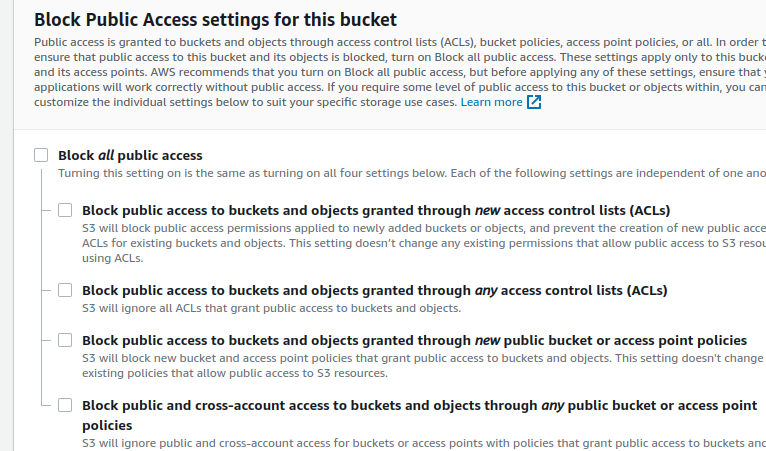 Block Public Access settings for this bucket
Public access is granted to buckets and objects through access control lists (ACLs), bucket policies, access point policies, or all. In order
ensure that public access to this bucket and its objects is blocked, turn on Block all public access. These settings apply only to this
and its access points. AWS recommends that you turn on Block all public access, but before applying any of these settings, ensure that
applications will work correctly without public access. If you require some level of public access to this bucket or objects within, you
customize the individual settings below to suit your specific storage use cases. Learn more
Block all public access
Turning this setting on is the same as turning on all four settings below. Each of the following settings are independent of one
Block public access to buckets and objects granted through new access control lists (ACLs)
S3 will block public access permissions applied to newly added buckets or objects, and prevent the creation of new public
ACLs for existing buckets and objects. This setting doesn't change any existing permissions that allow public access to S3
using ACLs.
Block public access to buckets and objects granted through any access control lists (ACLs)
S3 will ignore all ACLs that grant public access to buckets and objects.
Block public access to buckets and objects granted through new public bucket or access point policies
S3 will block new bucket and access point policies that grant public access to buckets and objects. This setting doesn't change
existing policies that allow public access to S3 resources.
Block public and cross-account access to buckets and objects through any public bucket or access point
policies
S3 will ignore public and cross-account access for buckets or access points with policies that grant public access to buckets